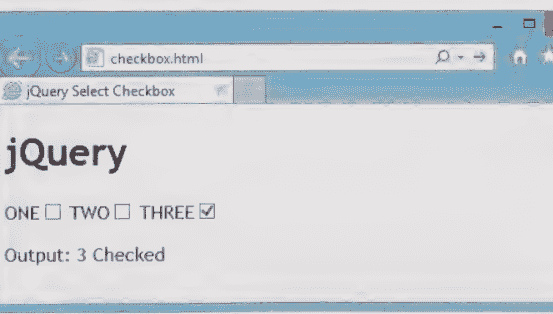 checkbox.html
jQuery Select Checkbox
jQuery
ONE TWO THREE
Output: 3 Checked